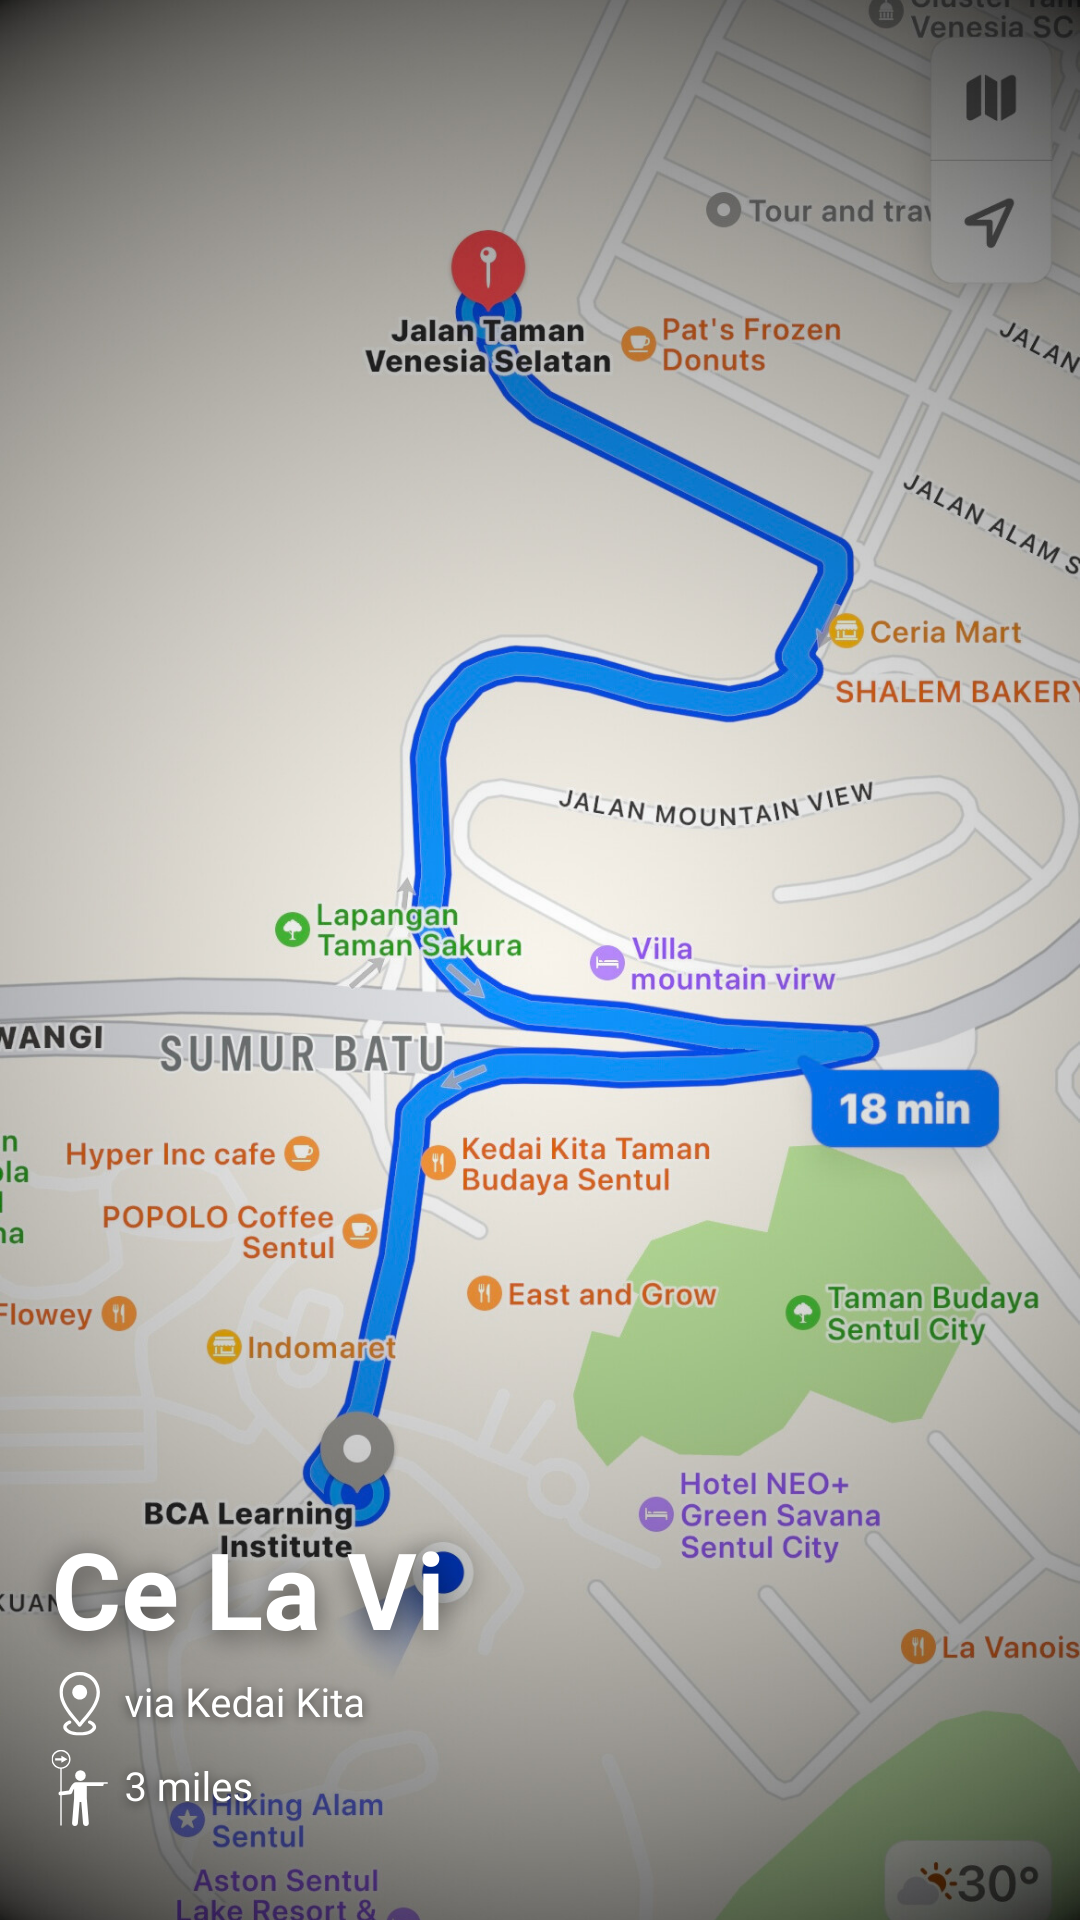 Venesia SC
Tour and trav
JALAN
Jalan Taman
Venesia Selatan
Pat's Frozen
Donuts
JALAN ALAM S
Ceria Mart
SHALEM BAKERY
JALAN MOUNTAIN VIEW
Lapangan
Taman Sakura
Villa
mountain virw
WANGI
SUMUR BATU
18 min
Hyper Inc cafe
Kedai Kita Taman
Budaya Sentul
POPOLO Coffee
Sentul
East and Grow
Taman Budaya
Sentul City
Flowey
Indomaret
Hotel NEO+
Green Savana
Sentul City
BCA Learning
Institute
Ce La Vi
KUAN
La Vanois
via Kedai Kita
3 miles
Hiking Alam
Sentul
Aston Sentul
Lake Resort &
30°